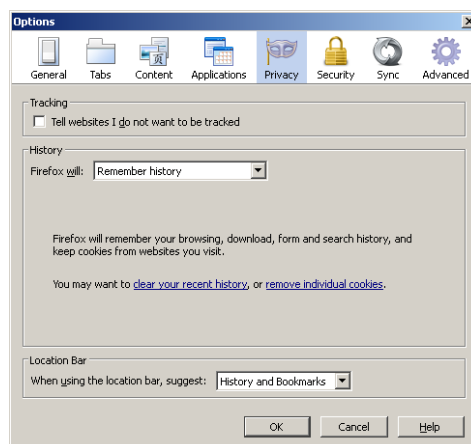 Options
General Tabs Content Applications Privacy Security Sync Advanced
Tracking
Tell websites I do not want to be tracked
History
Firefox will: Remember history
Firefox will remember your browsing, download, form and search history, and
keep cookies from websites you visit.
You may want to clear your recent history, or remove individual cookies.
Location Bar
When using the location bar, suggest: History and Bookmarks
OK Cancel Help